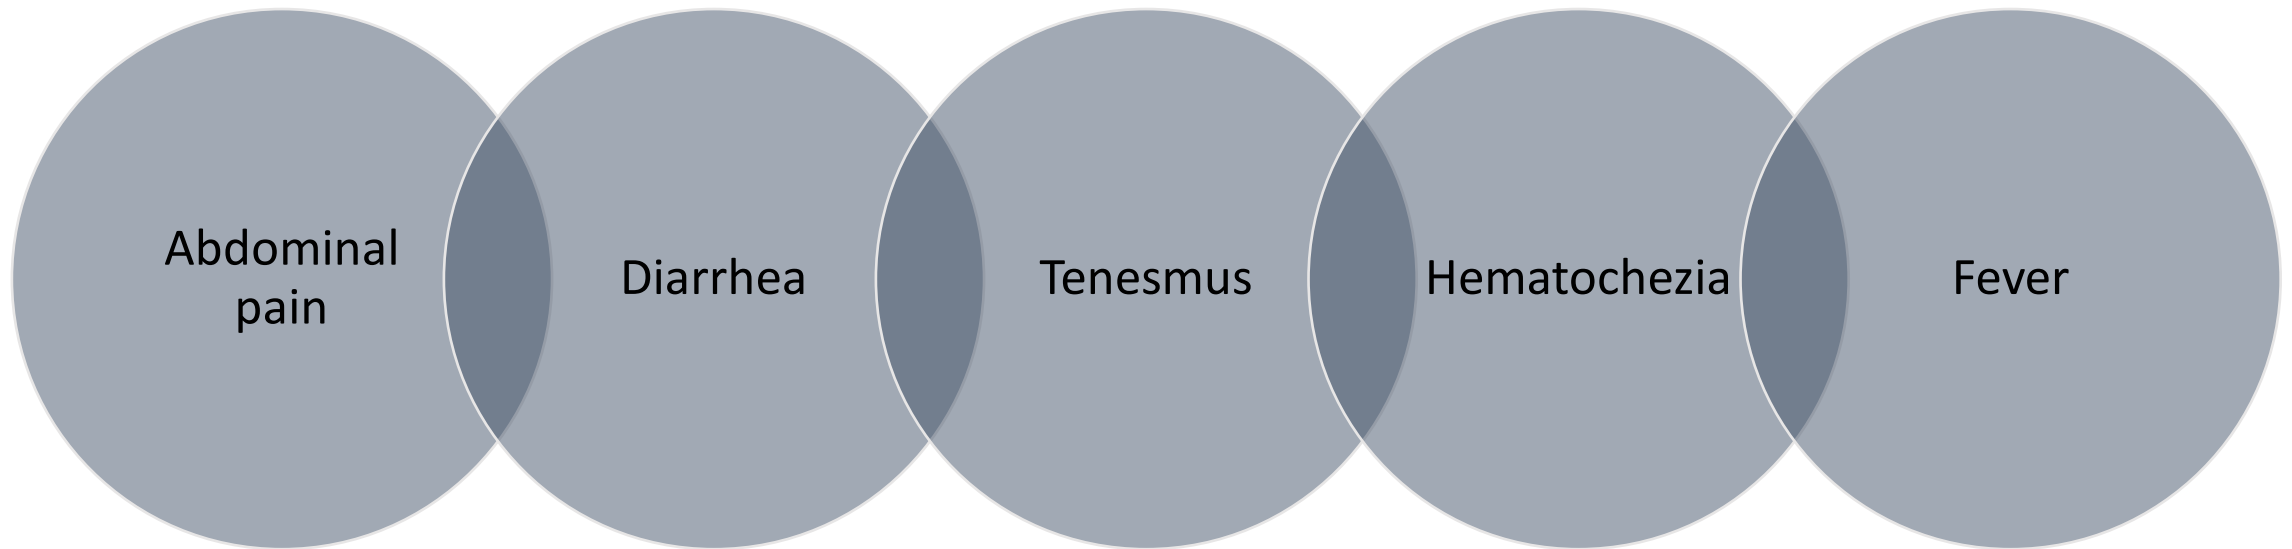 Abdominal
pain
Diarrhea
Tenesmus
Hematochezia
Fever